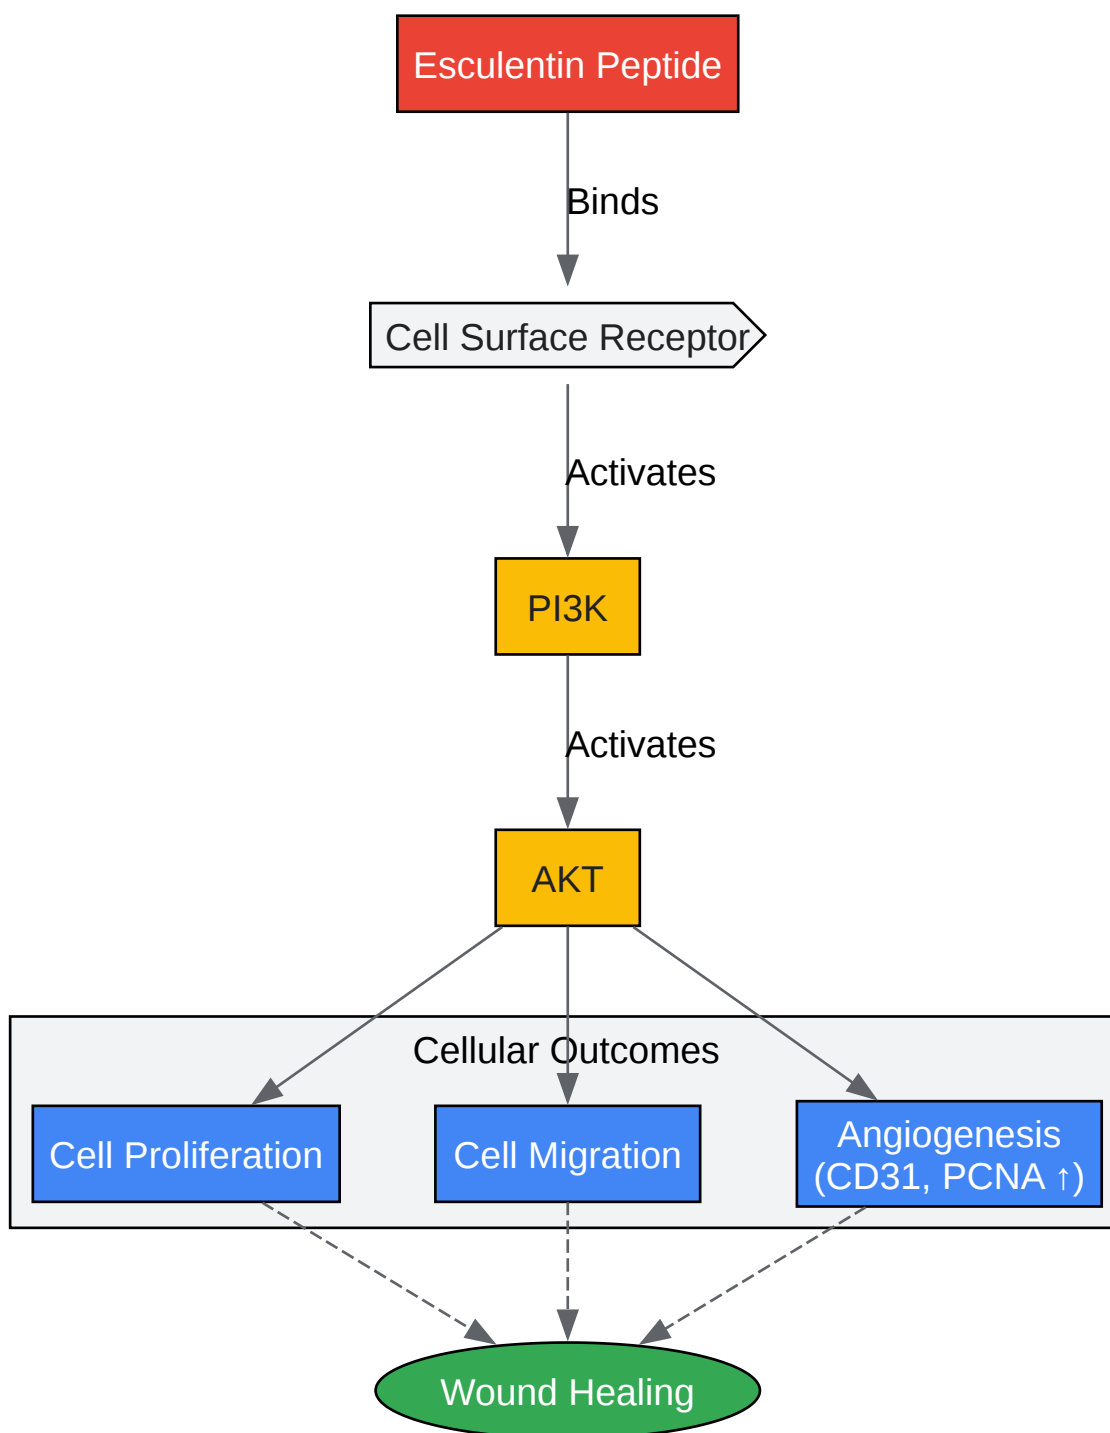 Esculentin Peptide
Binds
Cell Surface Receptor
Activates
PI3K
Activates
AKT
Cellular Outcomes
Cell Proliferation
Cell Migration
Angiogenesis
(CD31, PCNA ↑)
Wound Healing